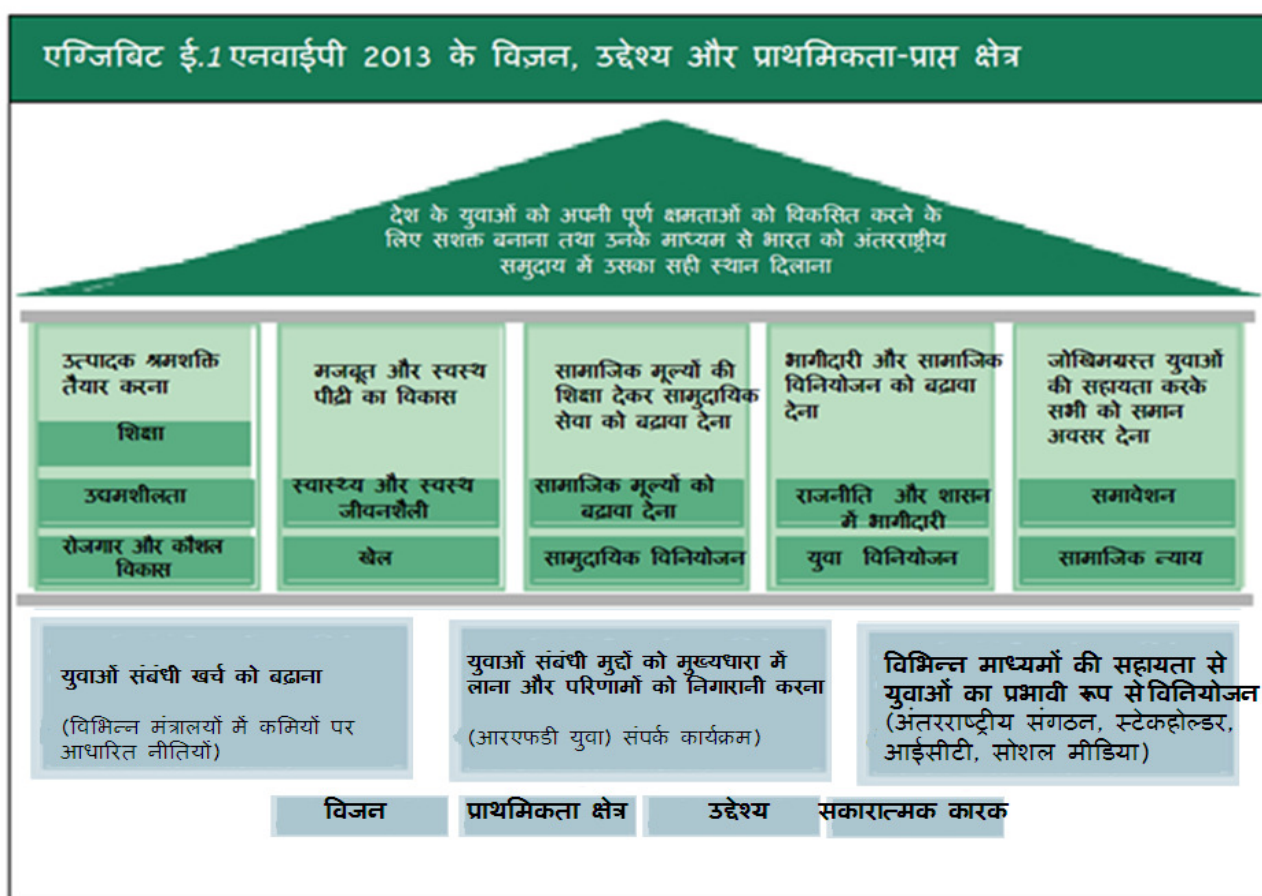 एग्जिबिट ई.1 एनवाईपी 2013 के विज़न, उद्देश्य और प्राथमिकता-प्राप्त क्षेत्र
देश के युवाओं को अपनी पूर्ण क्षमताओं को विकसित करने के
लिए सशक्त बनाना तथा उनके माध्यम से भारत को अंतरराष्ट्रीय
समुदाय में उसका सही स्थान दिलाना
उत्पादक श्रमशक्ति
तैयार करना
शिक्षा
उद्यमशीलता
रोजगार और कौशल
विकास
मजबूत और स्वस्थ
पीढ़ी का विकास
स्वास्थ्य और स्वस्थ
जीवनशैली
खेल
सामाजिक मूल्यों की
शिक्षा देकर सामुदायिक
सेवा को बढ़ावा देना
सामाजिक मूल्यों को
बढ़ावा देना
सामुदायिक विनियोजन
भागीदारी और सामाजिक
विनियोजन को बढ़ावा
देना
राजनीति और शासन
में भागीदारी
युवा विनियोजन
जोखिमग्रस्त युवाओं
की सहायता करके
सभी को समान
अवसर देना
समावेशन
सामाजिक न्याय
युवाओं संबंधी खर्च को बढ़ाना
(विभिन्न मंत्रालयों में कमियों पर
आधारित नीतियों)
युवाओं संबंधी मुद्दों को मुख्यधारा में
लाना और परिणामों को निगारानी करना
(आरएफडी युवा) संपर्क कार्यक्रम)
विभिन्न माध्यमों की सहायता से
युवाओं का प्रभावी रूप से विनियोजन
(अंतरराष्ट्रीय संगठन, स्टेकहोल्डर,
आईसीटी, सोशल मीडिया)
विजन
प्राथमिकता क्षेत्र
उद्देश्य
सकारात्मक कारक